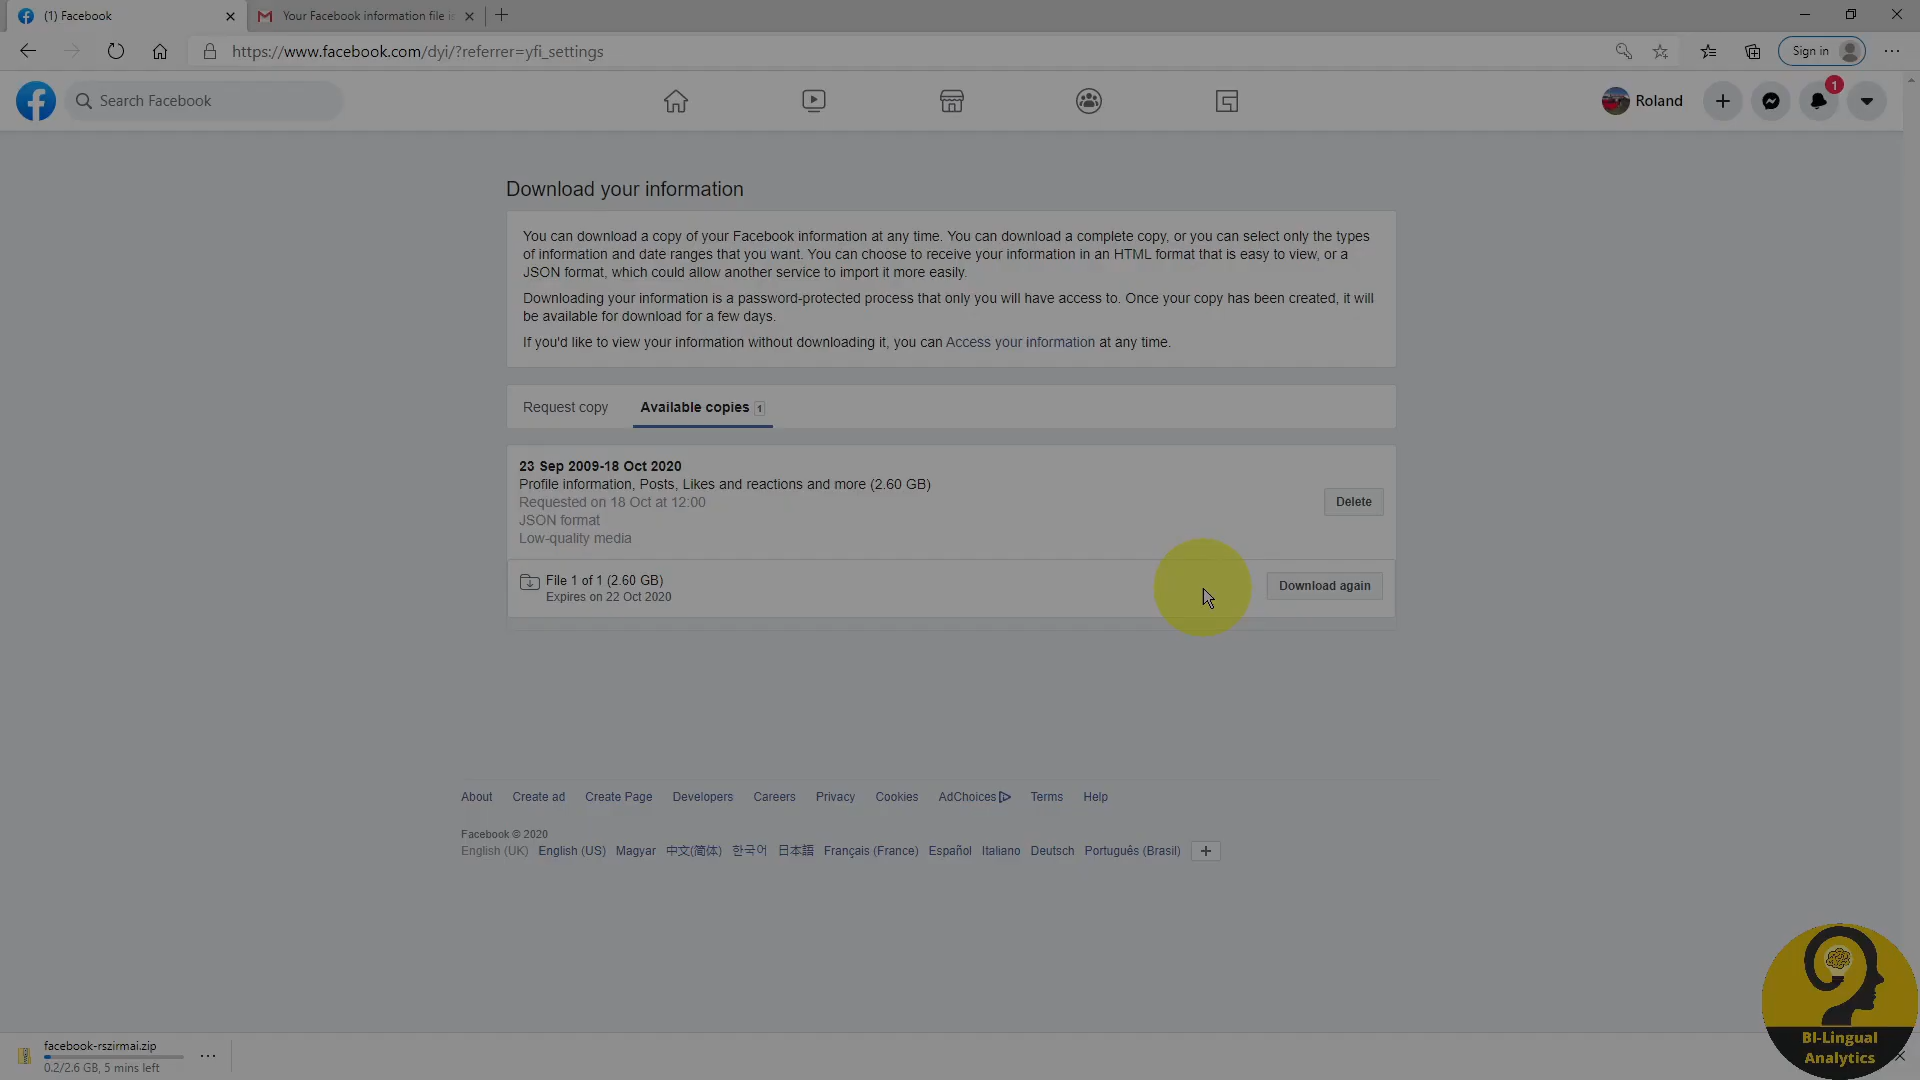 (1) Facebook
Your Facebook information file i
https://www.facebook.com/dyi/?referrer=yfi_settings
Sign in
Search Facebook
Roland
1
Download your information
You can download a copy of your Facebook information at any time. You can download a complete copy, or you can select only the types
of information and date ranges that you want. You can choose to receive your information in an HTML format that is easy to view, or a
JSON format, which could allow another service to import it more easily.
Downloading your information is a password-protected process that only you will have access to. Once your copy has been created, it will
be available for download for a few days.
If you'd like to view your information without downloading it, you can Access your information at any time.
Request copy
Available copies 1
23 Sep 2009-18 Oct 2020
Profile information, Posts, Likes and reactions and more (2.60 GB)
Requested on 18 Oct at 12:00
JSON format
Low-quality media
Delete
File 1 of 1 (2.60 GB)
Expires on 22 Oct 2020
Download again
About Create ad Create Page Developers Careers Privacy Cookies AdChoices Terms Help
Facebook © 2020
English (UK) English (US) Magyar 中文(简体) 한국어 日本語 Français (France) Español Italiano Deutsch Português (Brasil)
facebook-rszirmai.zip
0.2/2.6 GB, 5 mins left
BI-Lingual
Analytics